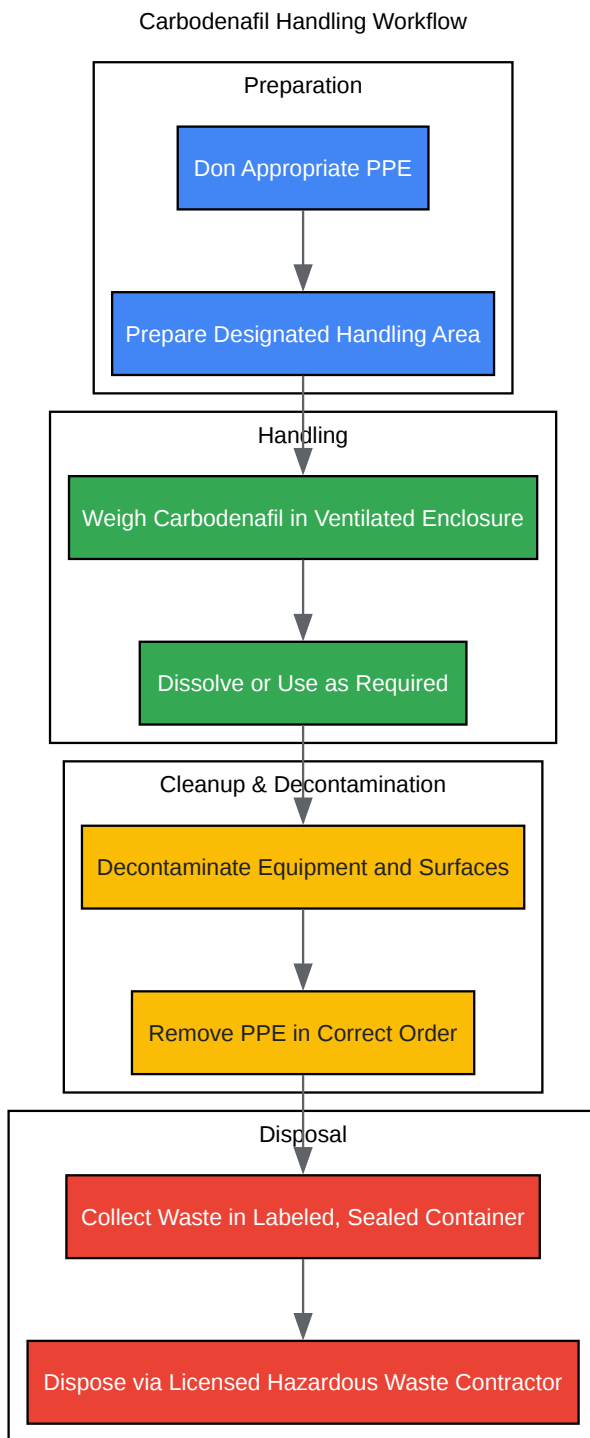 Carbodenafil Handling Workflow
Preparation
Don Appropriate PPE
Prepare Designated Handling Area
Handling
Weigh Carbodenafil in Ventilated Enclosure
Dissolve or Use as Required
Cleanup & Decontamination
Decontaminate Equipment and Surfaces
Remove PPE in Correct Order
Disposal
Collect Waste in Labeled, Sealed Container
Dispose via Licensed Hazardous Waste Contractor